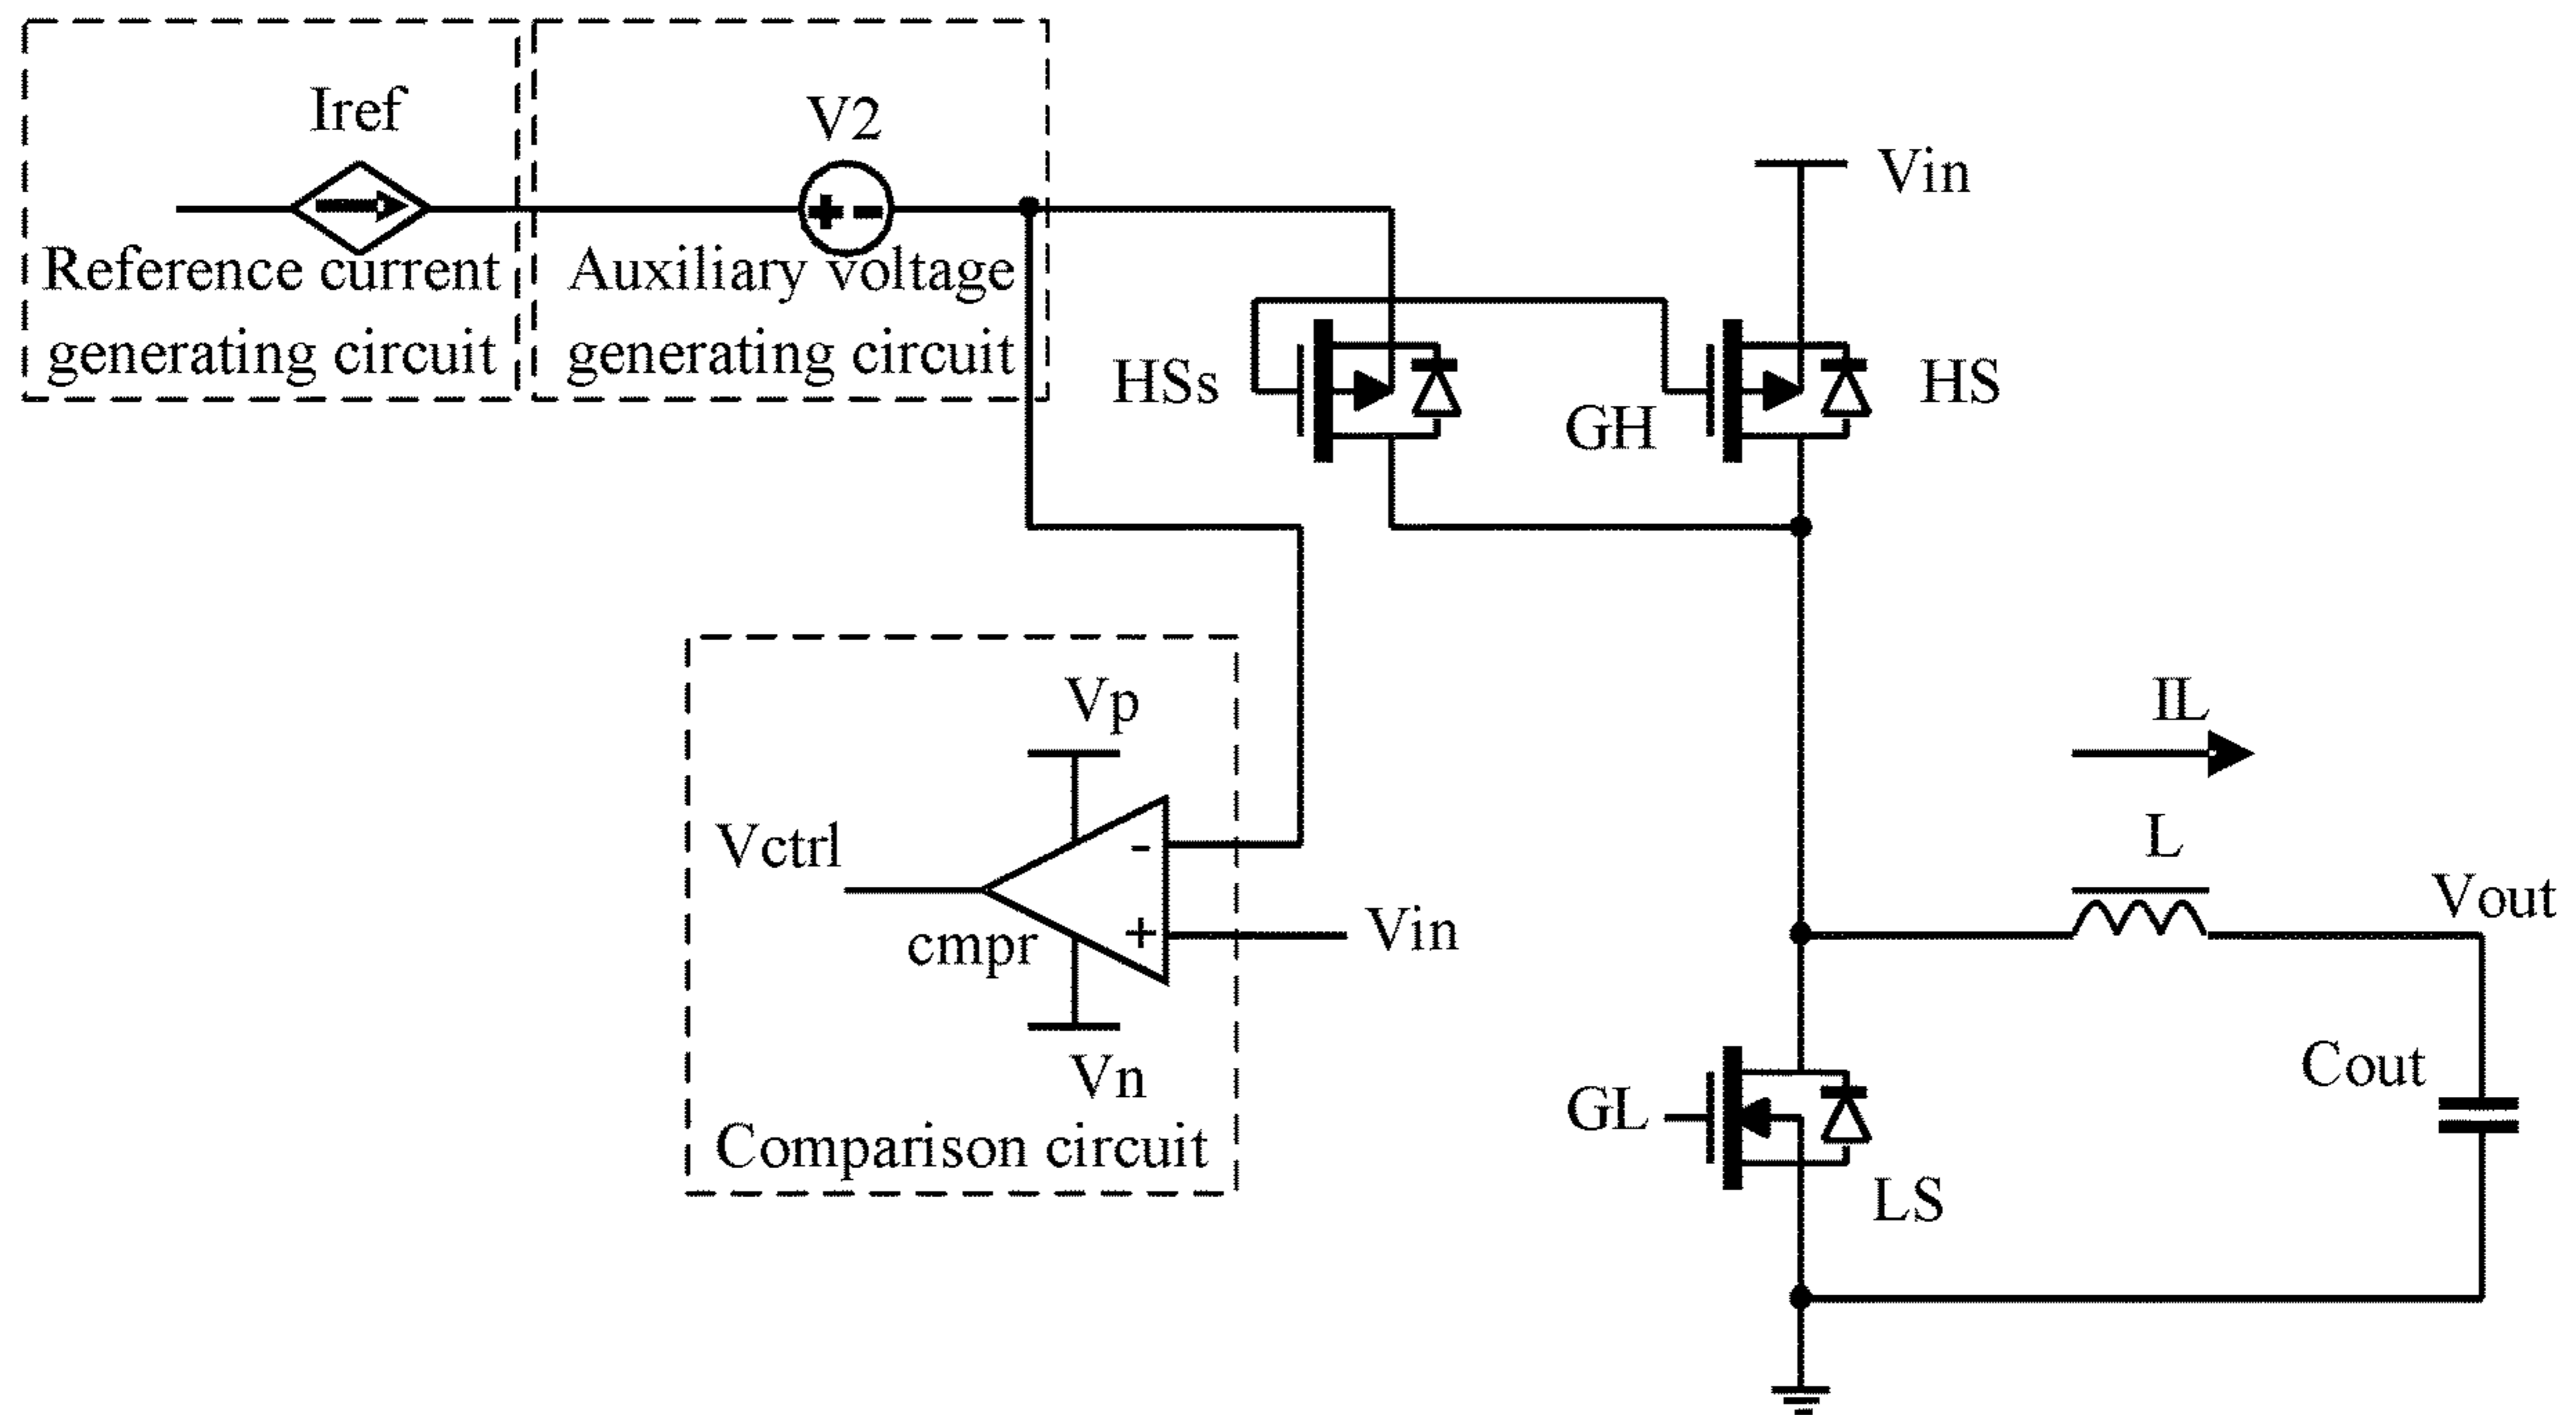 Iref
V2
Vin
Reference current
generating circuit
Auxiliary voltage
generating circuit
HSs
GH
HS
Vp
Vctrl
-
+
cmpr
Vin
Vn
Comparison circuit
IL
L
Vout
Cout
GL
LS